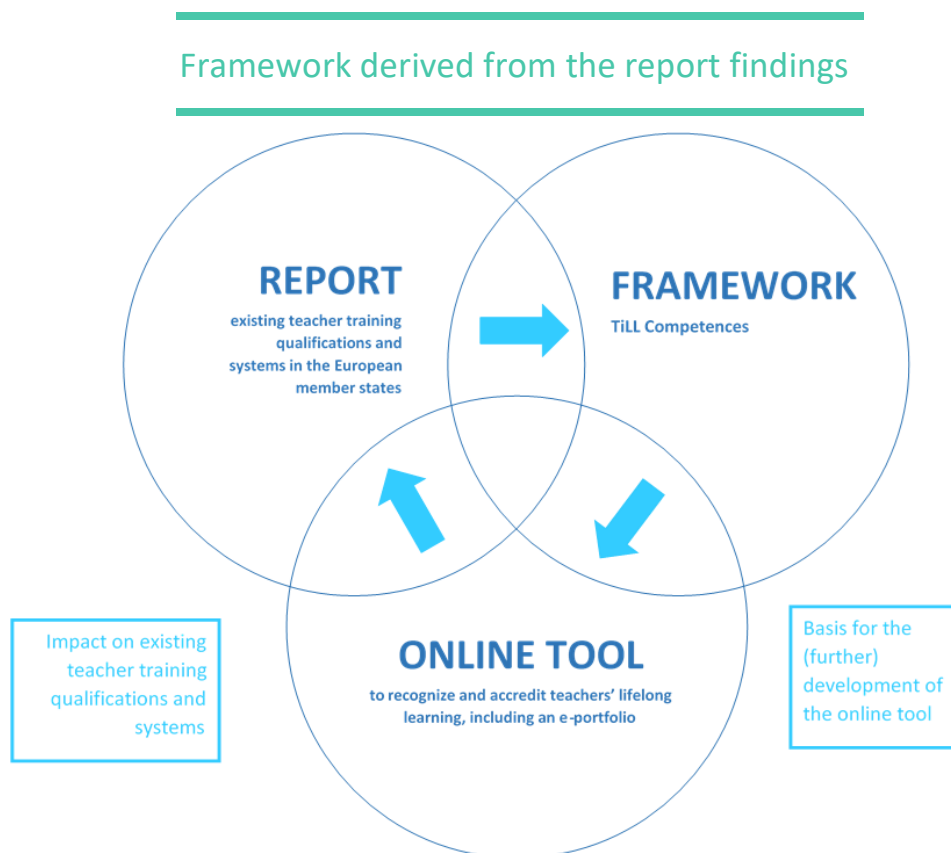 Framework derived from the report findings
REPORT
existing teacher training
qualifications and
systems in the European
member states
FRAMEWORK
TiLL Competences
Impact on existing
teacher training
qualifications and
systems
ONLINE TOOL
to recognize and accredit teachers’ lifelong
learning, including an e-portfolio
Basis for the
(further)
development of
the online tool